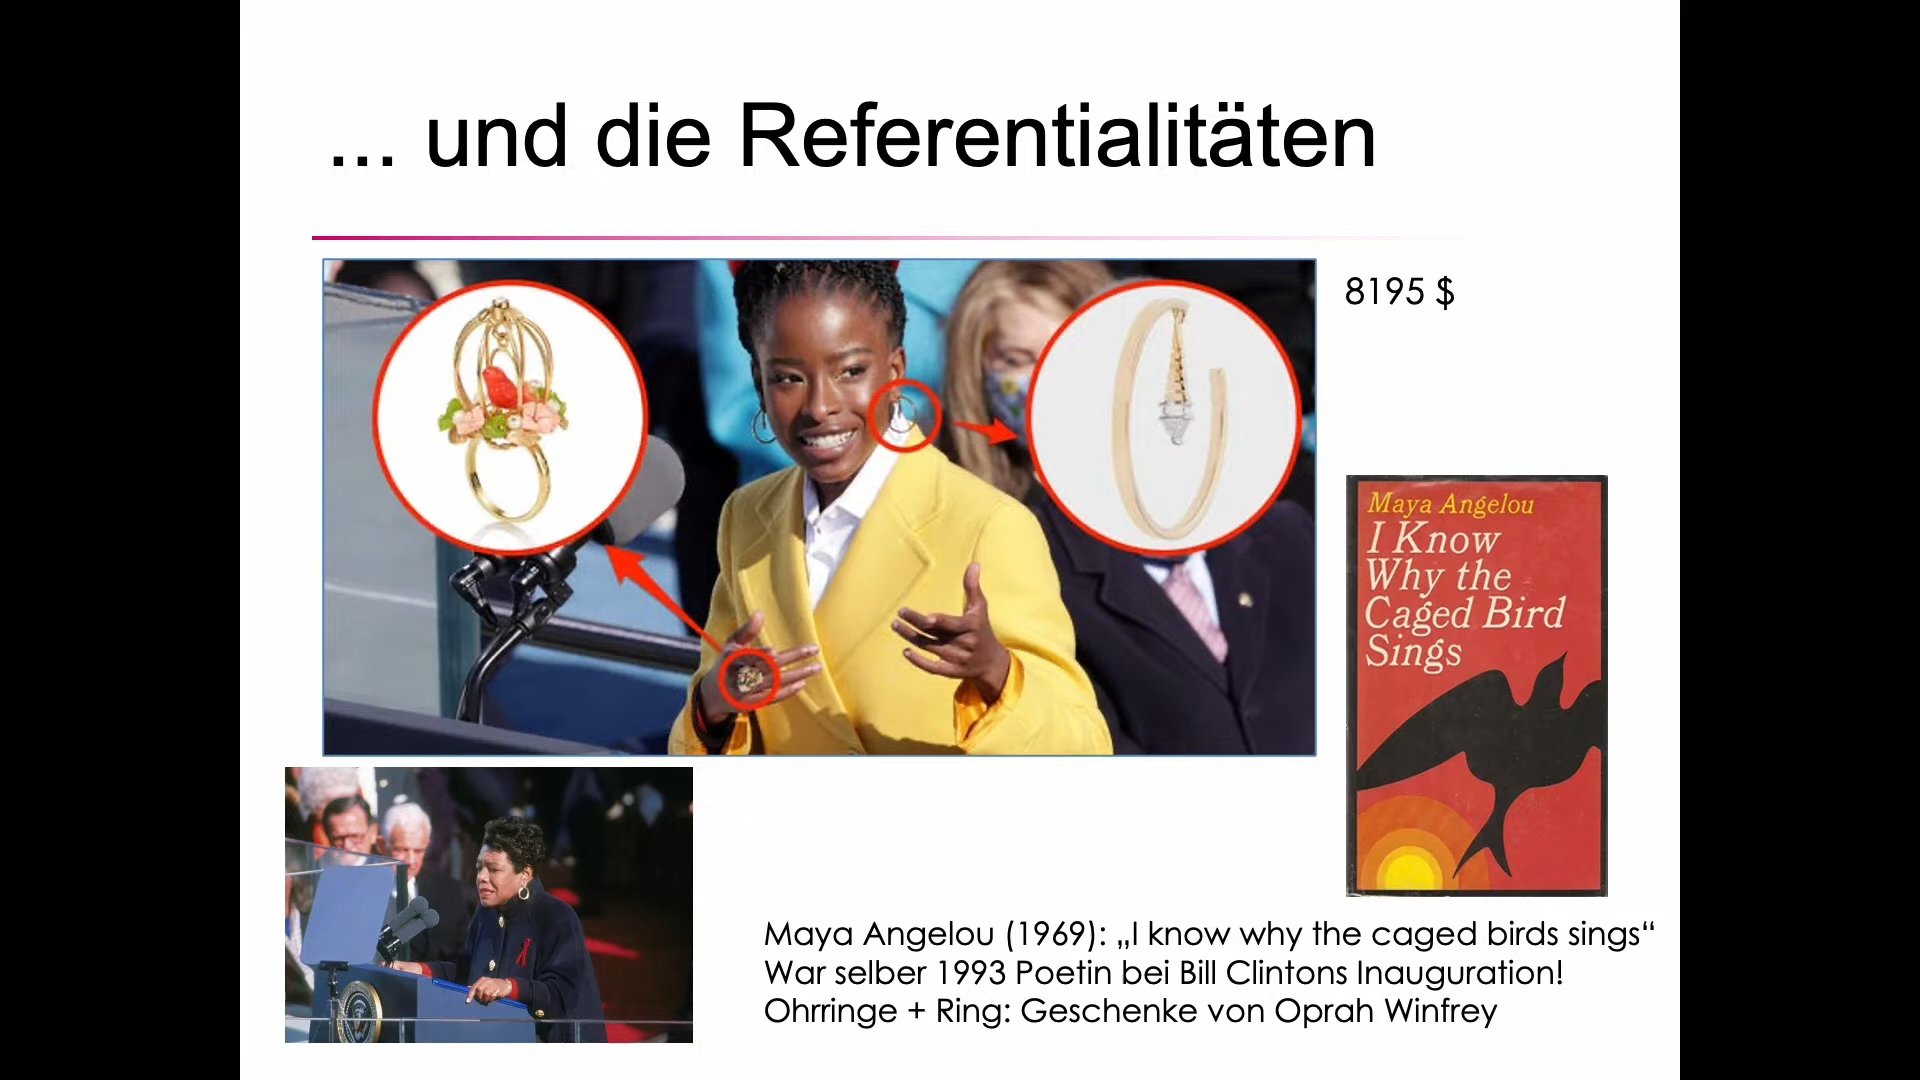 ... und die Referentialitäten
8195 $
Maya Angelou
I Know
Why the
Caged Bird
Sings
Maya Angelou (1969): „I know why the caged birds sings“
War selber 1993 Poetin bei Bill Clintons Inauguration!
Ohrringe + Ring: Geschenke von Oprah Winfrey